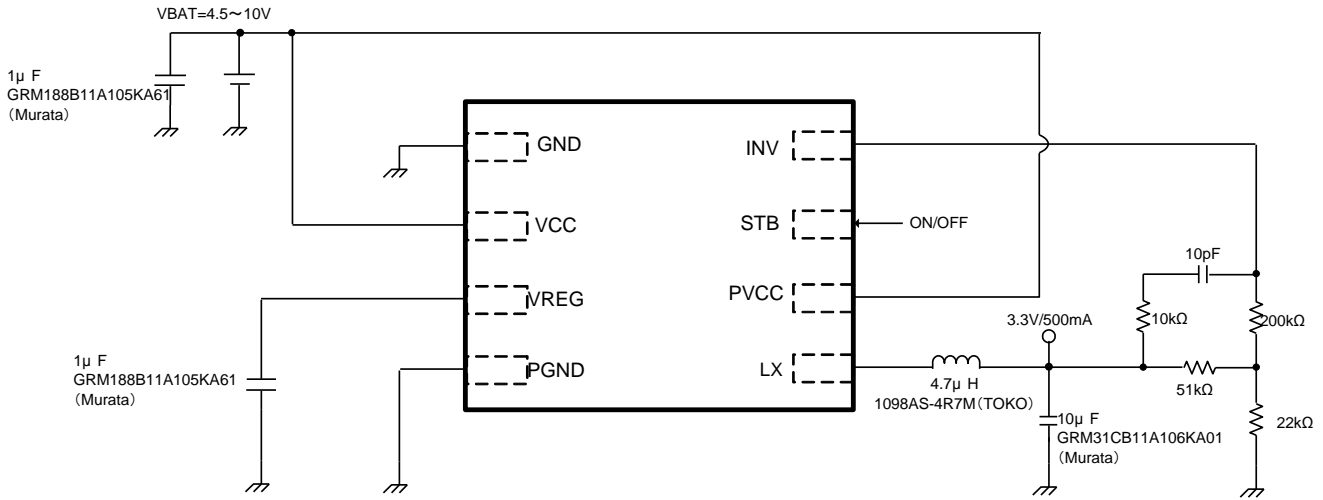 VBAT=4.5～10V
1μ F
GRM188B11A105KA61
(Murata)
GND
VCC
VREG
PGND
INV
STB
PVCC
LX
ON/OFF
10pF
10kΩ
200kΩ
3.3V/500mA
51kΩ
22kΩ
4.7μ H
1098AS-4R7M(TOKO)
10μ F
GRM31CB11A106KA01
(Murata)
1μ F
GRM188B11A105KA61
(Murata)